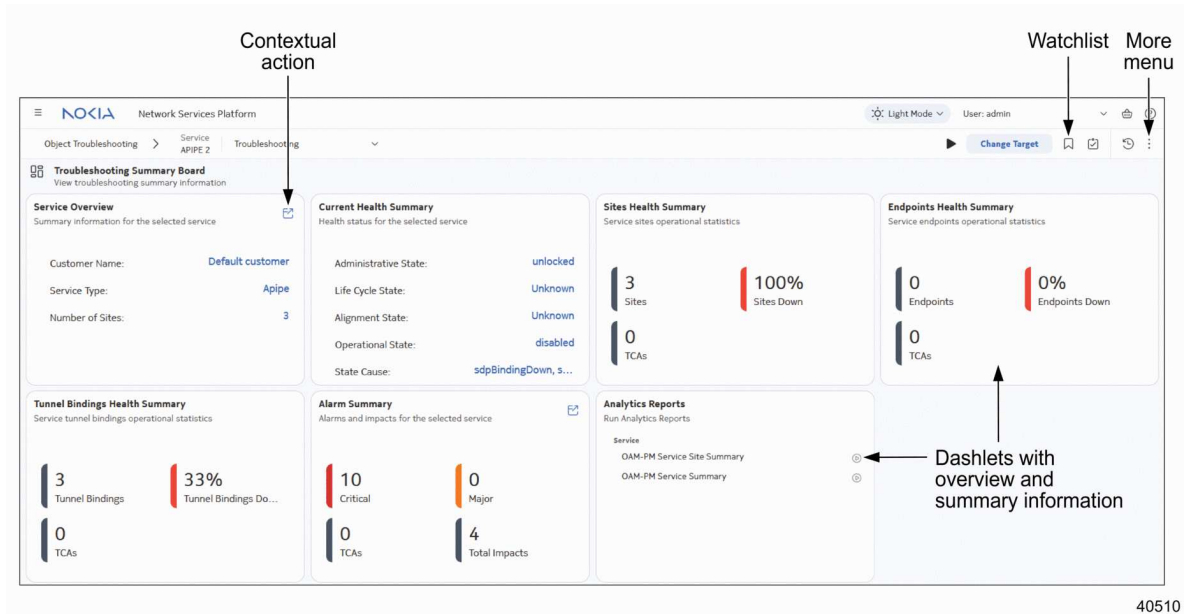 Contextual
action
Watchlist
More
menu
NOKIA Network Services Platform
Light Mode
User: admin
Object Troubleshooting
Service
APIPE 2
Troubleshooting
Change Target
Troubleshooting Summary Board
View troubleshooting summary information
Service Overview
Summary information for the selected service
Customer Name: Default customer
Service Type: Apipe
Number of Sites: 3
Current Health Summary
Health status for the selected service
Administrative State: unlocked
Life Cycle State: Unknown
Alignment State: Unknown
Operational State: disabled
State Cause: sdpBindingDown, s...
Sites Health Summary
Service sites operational statistics
3
Sites
100%
Sites Down
0
TCAs
Endpoints Health Summary
Service endpoints operational statistics
0
Endpoints
0%
Endpoints Down
0
TCAs
Tunnel Bindings Health Summary
Service tunnel bindings operational statistics
3
Tunnel Bindings
33%
Tunnel Bindings Do...
0
TCAs
Alarm Summary
Alarms and impacts for the selected service
10
Critical
0
Major
0
TCAs
4
Total Impacts
Analytics Reports
Run Analytics Reports
Service
OAM-PM Service Site Summary
OAM-PM Service Summary
Dashlets with
overview and
summary information
40510